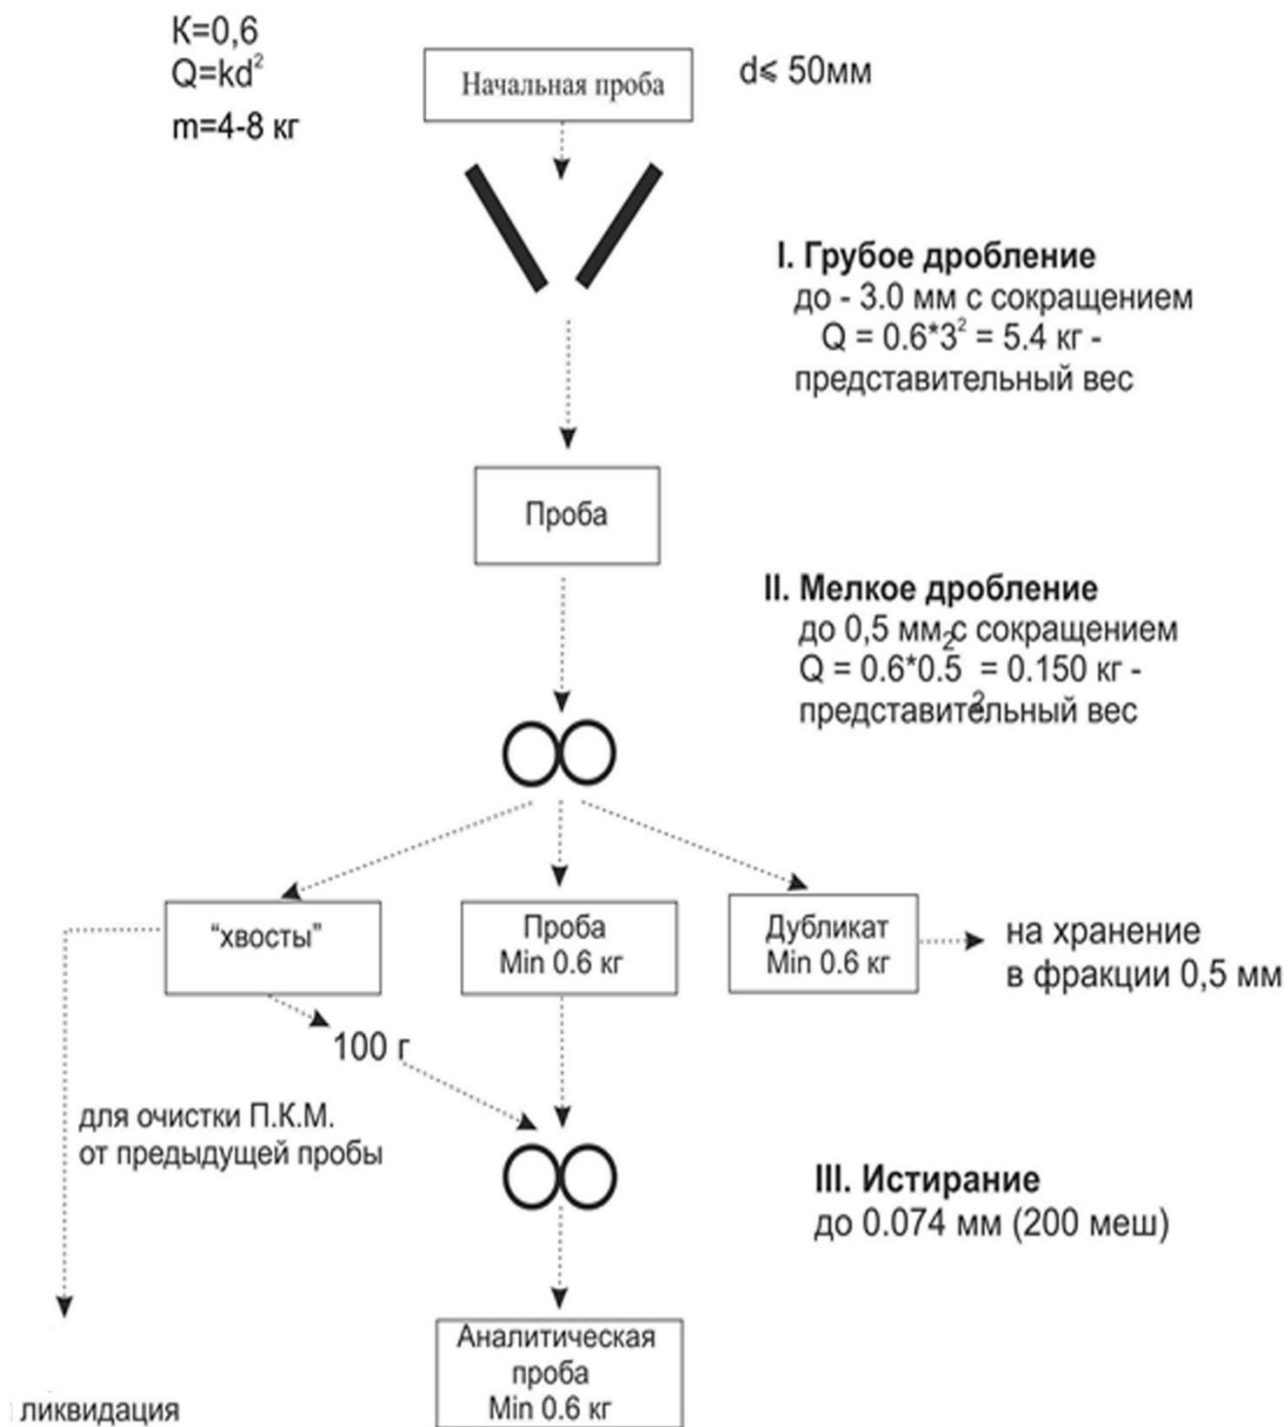 К=0,6
Q=kd²
m=4-8 кг
Начальная проба
d⩽ 50мм
I. Грубое дробление
до - 3.0 мм с сокращением
Q = 0.6*3² = 5.4 кг -
представительный вес
Проба
II. Мелкое дробление
до 0,5 мм с сокращением
Q = 0.6*0.5² = 0.150 кг -
представительный вес
2
“хвосты”
Проба
Min 0.6 кг
Дубликат
Min 0.6 кг
на хранение
в фракции 0,5 мм
100 г
для очистки П.К.М.
от предыдущей пробы
III. Истирание
до 0.074 мм (200 меш)
Аналитическая
проба
Min 0.6 кг
ликвидация